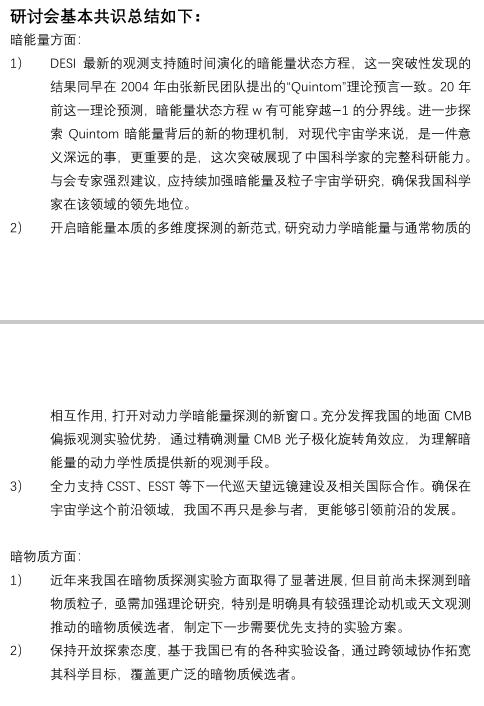 研讨会基本共识总结如下：
暗能量方面：
1） DESI 最新的观测支持随时间演化的暗能量状态方程，这一突破性发现的
结果同早在 2004 年由张新民团队提出的“Quintom”理论预言一致。20 年
前这一理论预测，暗能量状态方程 w 有可能穿越−1 的分界线。进一步探
索 Quintom 暗能量背后的新的物理机制，对现代宇宙学来说，是一件意
义深远的事，更重要的是，这次突破展现了中国科学家的完整科研能力。
与会专家强烈建议，应持续加强暗能量及粒子宇宙学研究，确保我国科学
家在该领域的领先地位。
2） 开启暗能量本质的多维度探测的新范式，研究动力学暗能量与通常物质的
相互作用，打开对动力学暗能量探测的新窗口。充分发挥我国的地面 CMB
偏振观测实验优势，通过精确测量 CMB 光子极化旋转角效应，为理解暗
能量的动力学性质提供新的观测手段。
3） 全力支持 CSST、ESST 等下一代巡天望远镜建设及相关国际合作。确保在
宇宙学这个前沿领域，我国不再只是参与者，更能够引领前沿的发展。
暗物质方面：
1） 近年来我国在暗物质探测实验方面取得了显著进展，但目前尚未探测到暗
物质粒子，亟需加强理论研究，特别是明确具有较强理论动机或天文观测
推动的暗物质候选者，制定下一步需要优先支持的实验方案。
2） 保持开放探索态度，基于我国已有的各种实验设备，通过跨领域协作拓宽
其科学目标，覆盖更广泛的暗物质候选者。